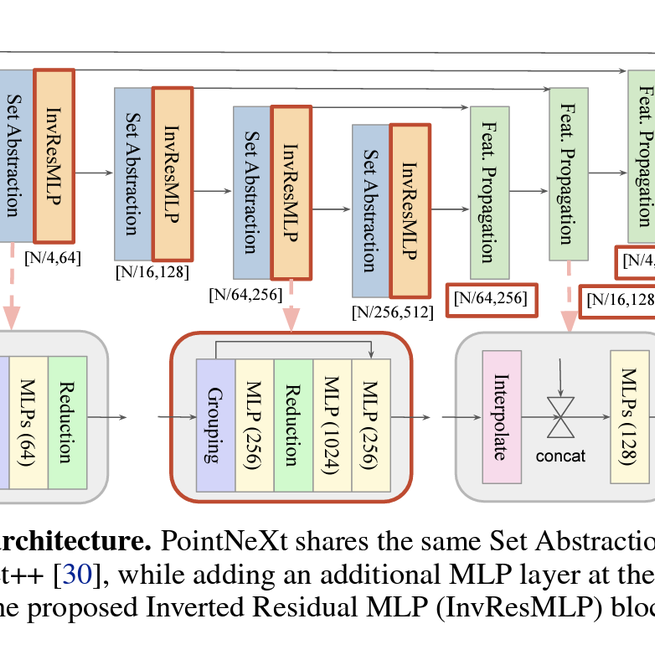 Set Abstraction
InvResMLP
Set Abstraction
InvResMLP
Set Abstraction
InvResMLP
Set Abstraction
InvResMLP
Feat. Propagation
Feat. Propagation
Feat. Propagation
[N/4,64]
[N/16,128]
[N/64,256]
[N/256,512]
[N/64,256]
[N/16,128
[N/4,
MLPs (64)
Reduction
Grouping
MLP (256)
Reduction
MLP (1024)
MLP (256)
Interpolate
concat
MLPs (128)
rchitecture. PointNeXt shares the same Set Abstractio
t++ [30], while adding an additional MLP layer at the
ne proposed Inverted Residual MLP (InvResMLP) bloc